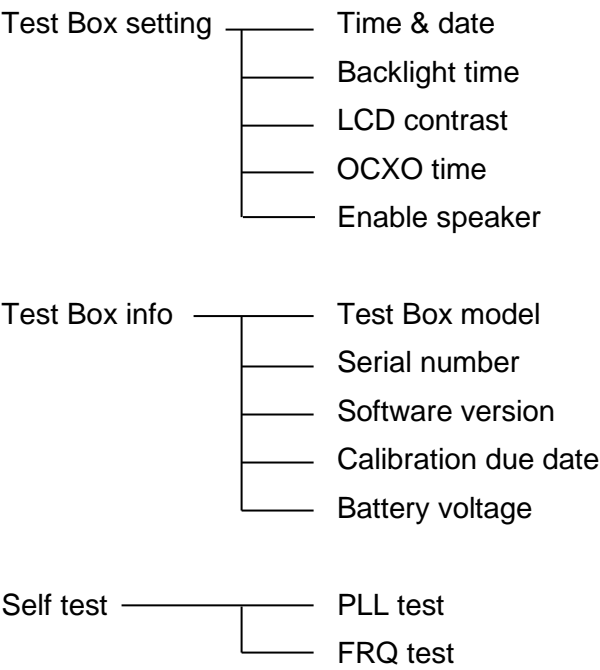 Test Box setting Time & date
Backlight time
LCD contrast
OCXO time
Enable speaker
Test Box info Test Box model
Serial number
Software version
Calibration due date
Battery voltage
Self test PLL test
FRQ test